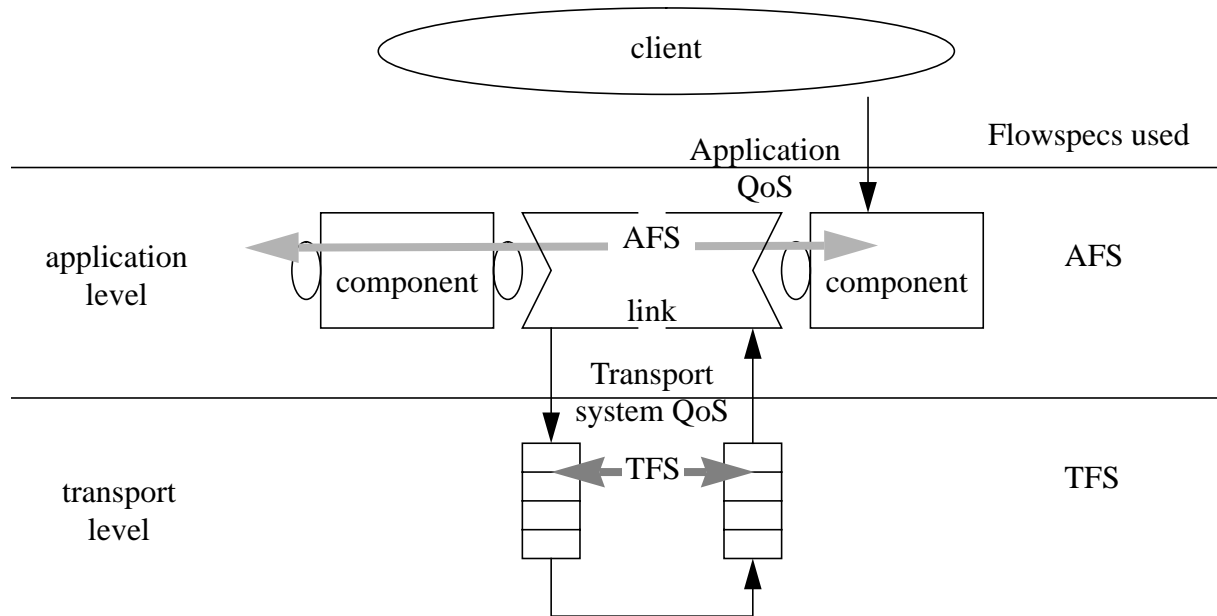 client
Flowspecs used
Application
QoS
AFS
AFS
application
level
component
component
link
Transport
system QoS
TFS
TFS
transport
level